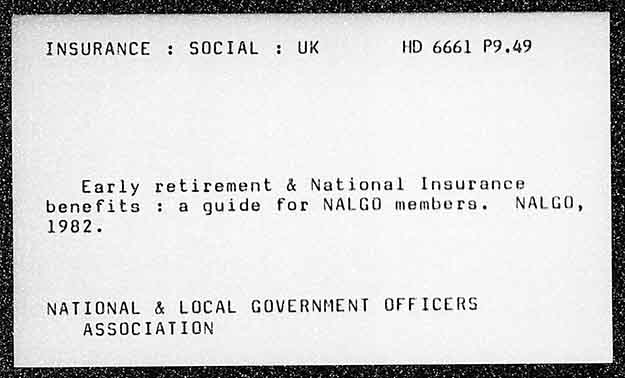 INSURANCE : SOCIAL : UK HD 6661 P9.49
Early retirement & National Insurance
benefits : a guide for NALGO members. NALGO,
1982.
NATIONAL & LOCAL GOVERNMENT OFFICERS
ASSOCIATION